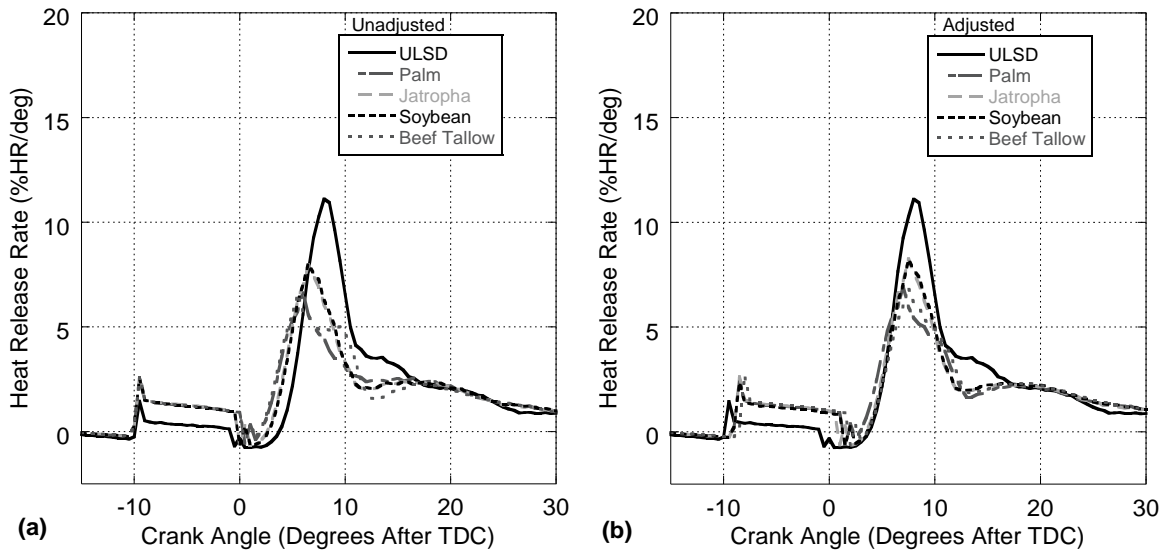 Unadjusted
ULSD
Palm
Jatropha
Soybean
Beef Tallow
20
15
10
5
0
Heat Release Rate (%HR/deg)
-10
0
10
20
30
Crank Angle (Degrees After TDC)
(a)
Adjusted
ULSD
Palm
Jatropha
Soybean
Beef Tallow
20
15
10
5
0
Heat Release Rate (%HR/deg)
-10
0
10
20
30
Crank Angle (Degrees After TDC)
(b)